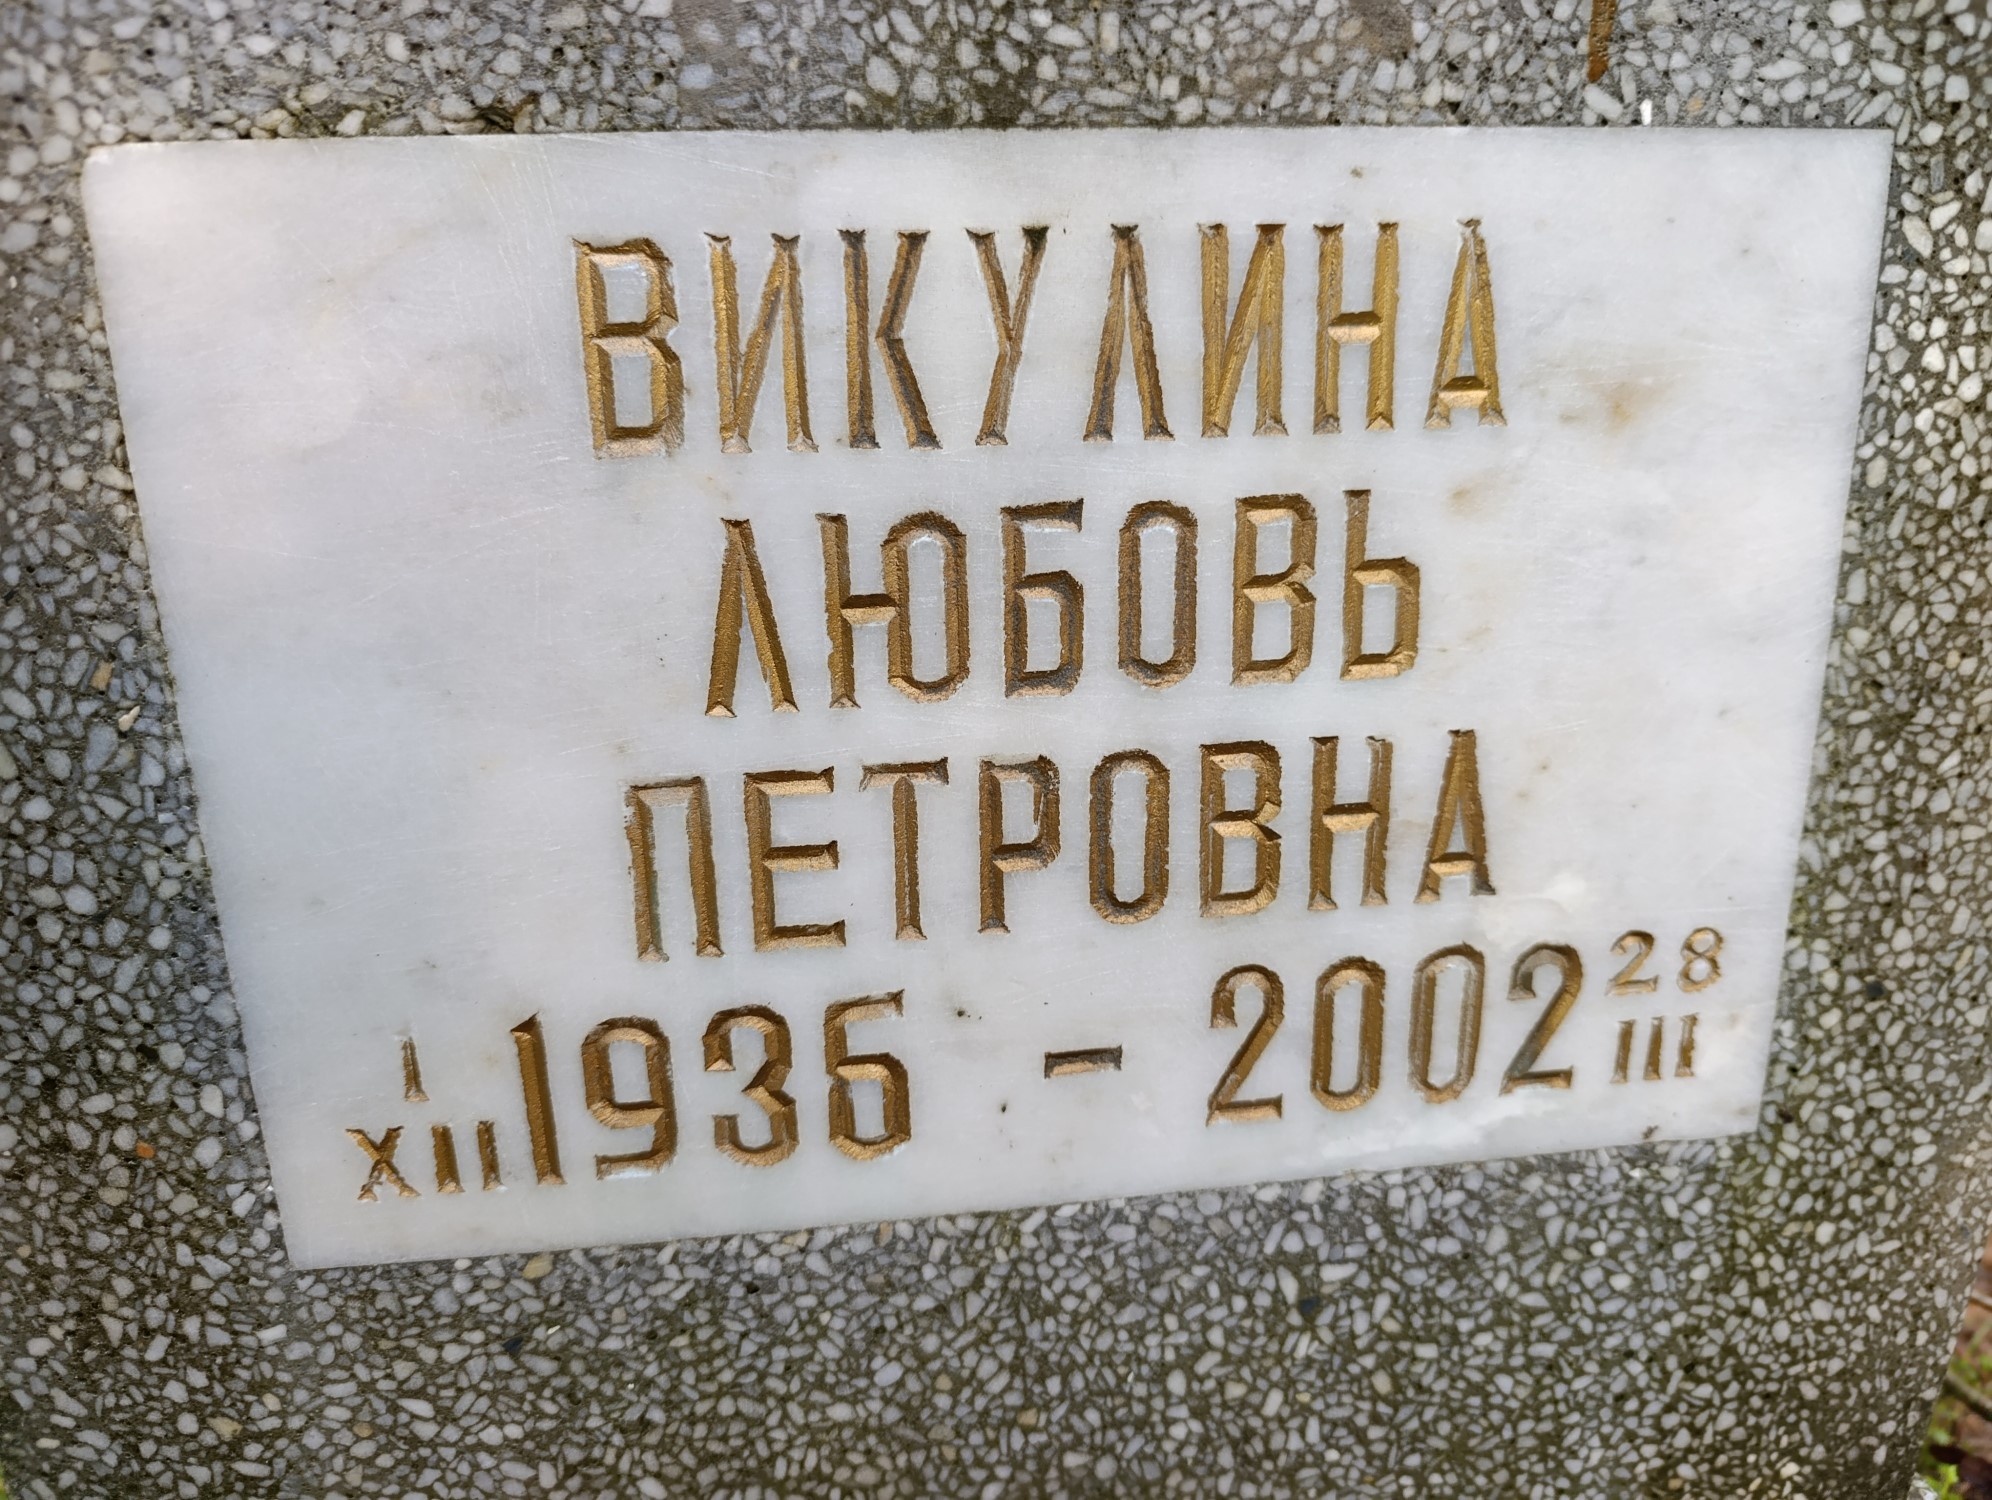 ВИКУЛИНА
ЛЮБОВЬ
ПЕТРОВНА
1 XII 1936 - 2002 28 III